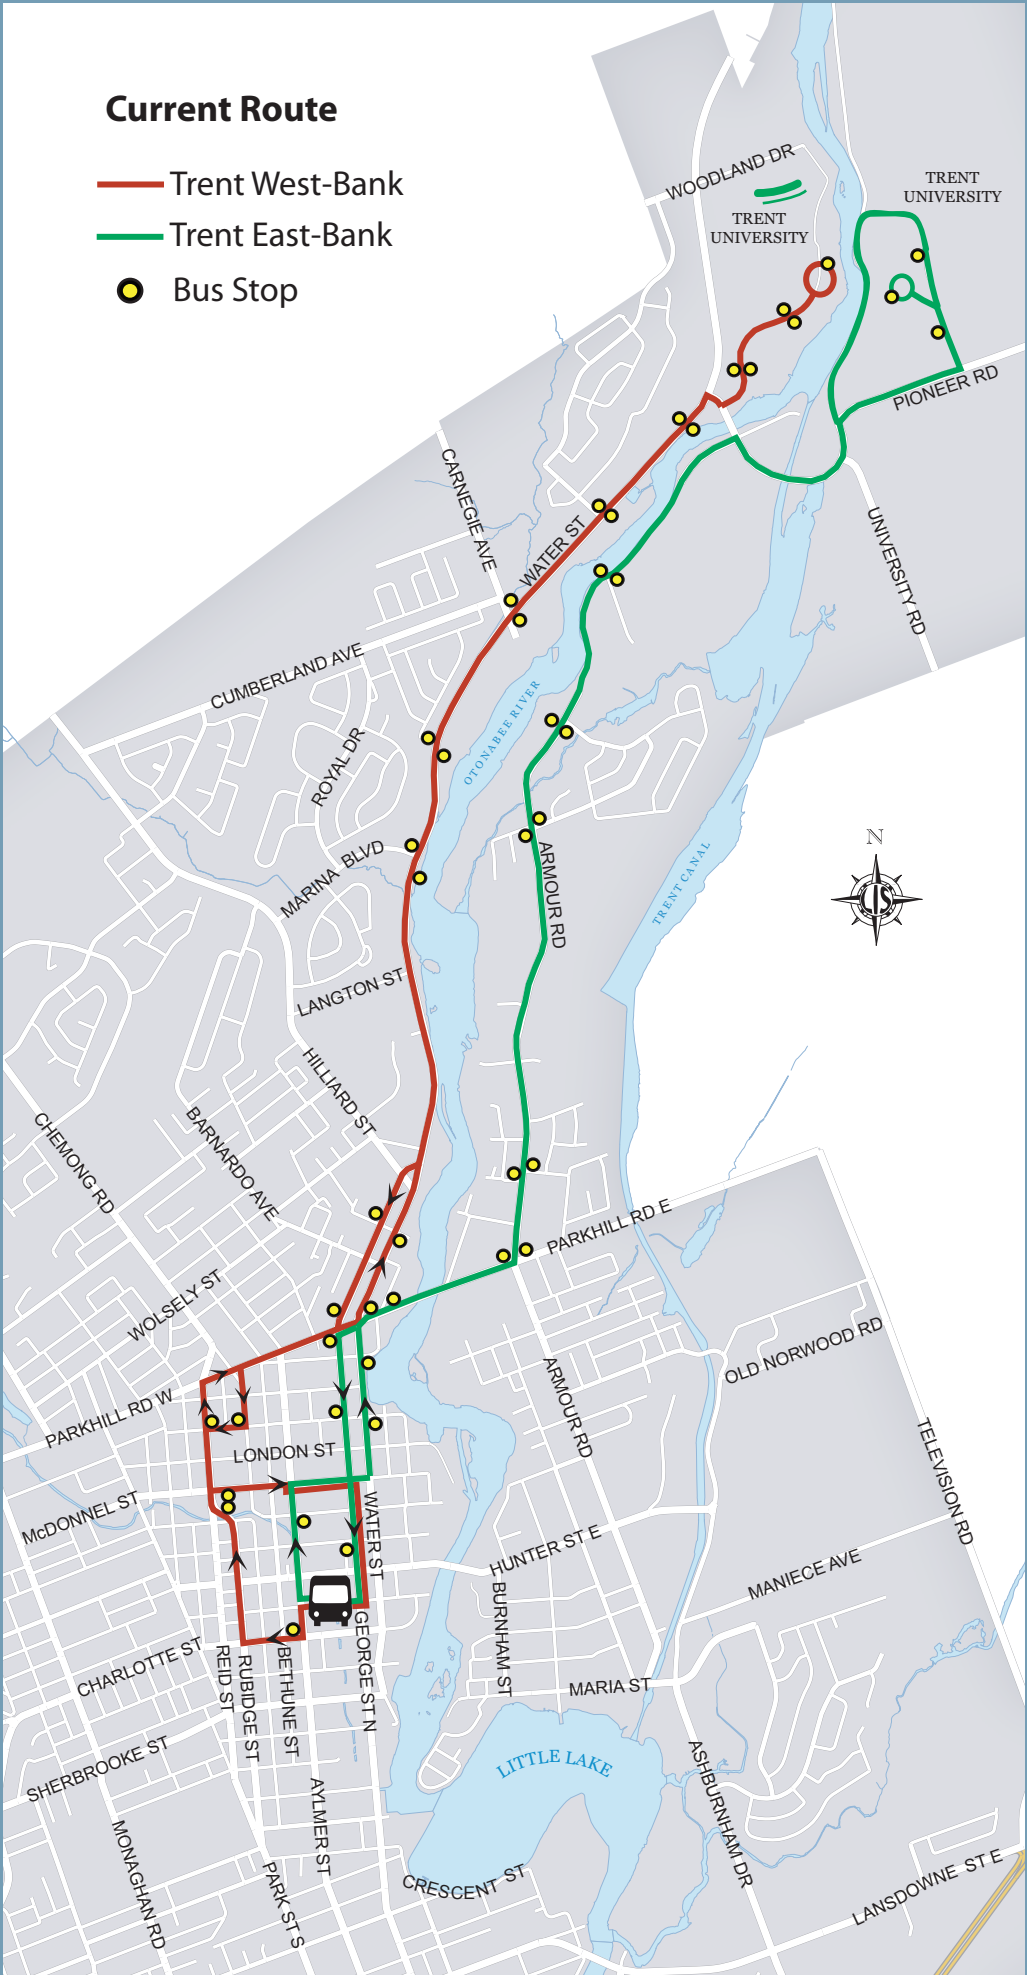 Current Route
Trent West-Bank
Trent East-Bank
Bus Stop
WOODLAND DR
TRENT
UNIVERSITY
TRENT
UNIVERSITY
PIONEER RD
CARNEGIE AVE
WATER ST
UNIVERSITY RD
CUMBERLAND AVE
OTONABEE RIVER
ROYAL DR
N
CIS
MARINA BLVD
ARMOUR RD
TRENT CANAL
LANGTON ST
HILLIARD ST
BARNARDO AVE
CHEMONG RD
PARKHILL RD E
WOLSELY ST
OLD NORWOOD RD
ARMOUR RD
PARKHILL RD W
LONDON ST
TELEVISION RD
McDONNEL ST
WATER ST
HUNTER ST E
MANIECE AVE
BURNHAM ST
GEORGE ST N
CHARLOTTE ST
REID ST
RUBIDGE ST
BETHUNE ST
MARIA ST
SHERBROOKE ST
LITTLE LAKE
AYLMER ST
ASHBURNHAM DR
MONAGHAN RD
PARK ST S
CRESCENT ST
LANSDOWNE ST E